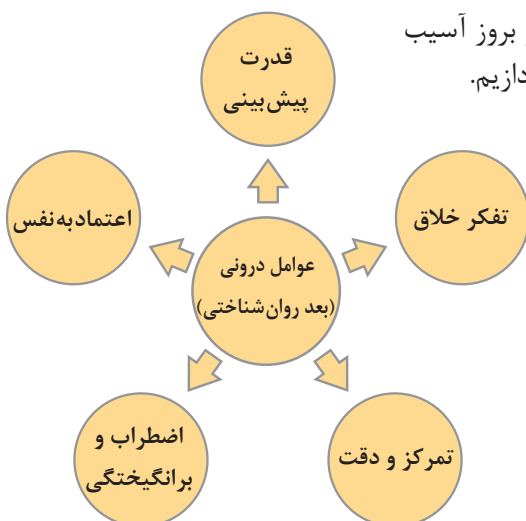 بروز آسیب
دازیم.
قدرت
پیش‌بینی
اعتمادبه‌نفس
تفکر خلاق
عوامل درونی
(بعد روان‌شناختی)
اضطراب و
برانگیختگی
تمرکز و دقت